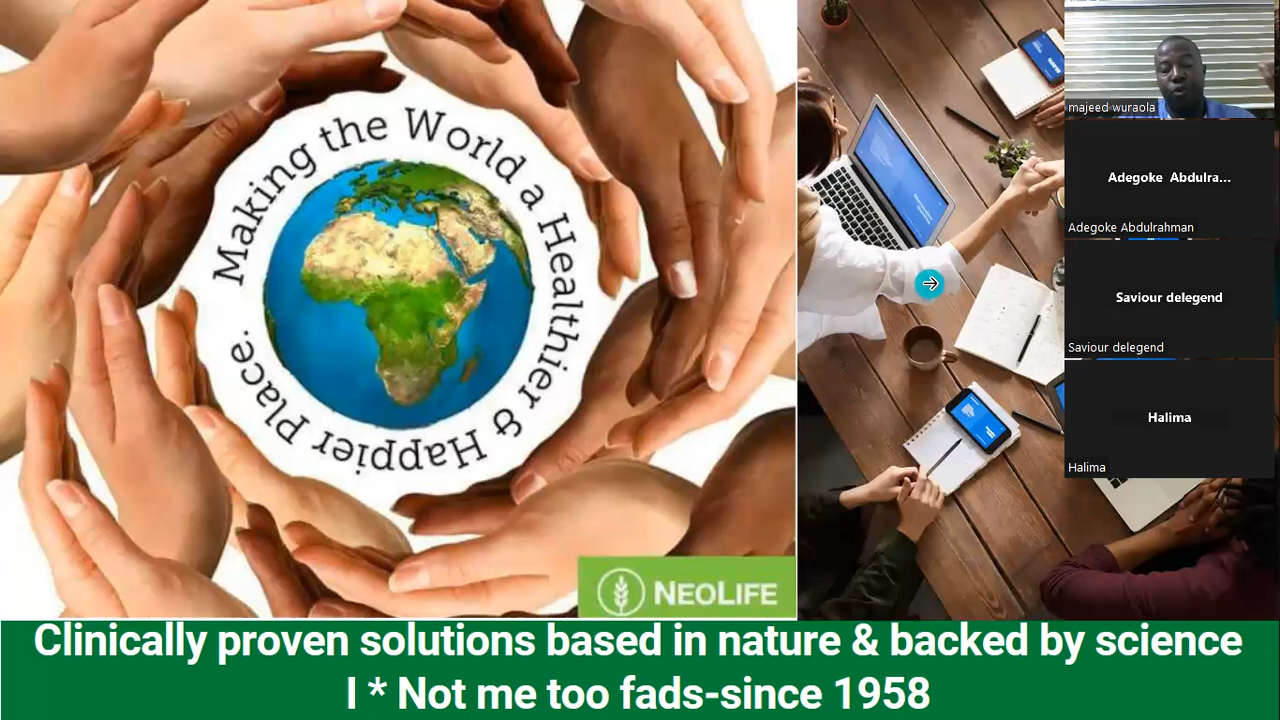 Making the World a Healthier & Happier Place.
NEOLIFE
Clinically proven solutions based in nature & backed by science
I * Not me too fads-since 1958
majeed wuraola
Adegoke Abdulra...
Adegoke Abdulrahman
Saviour delegend
Saviour delegend
Halima
Halima